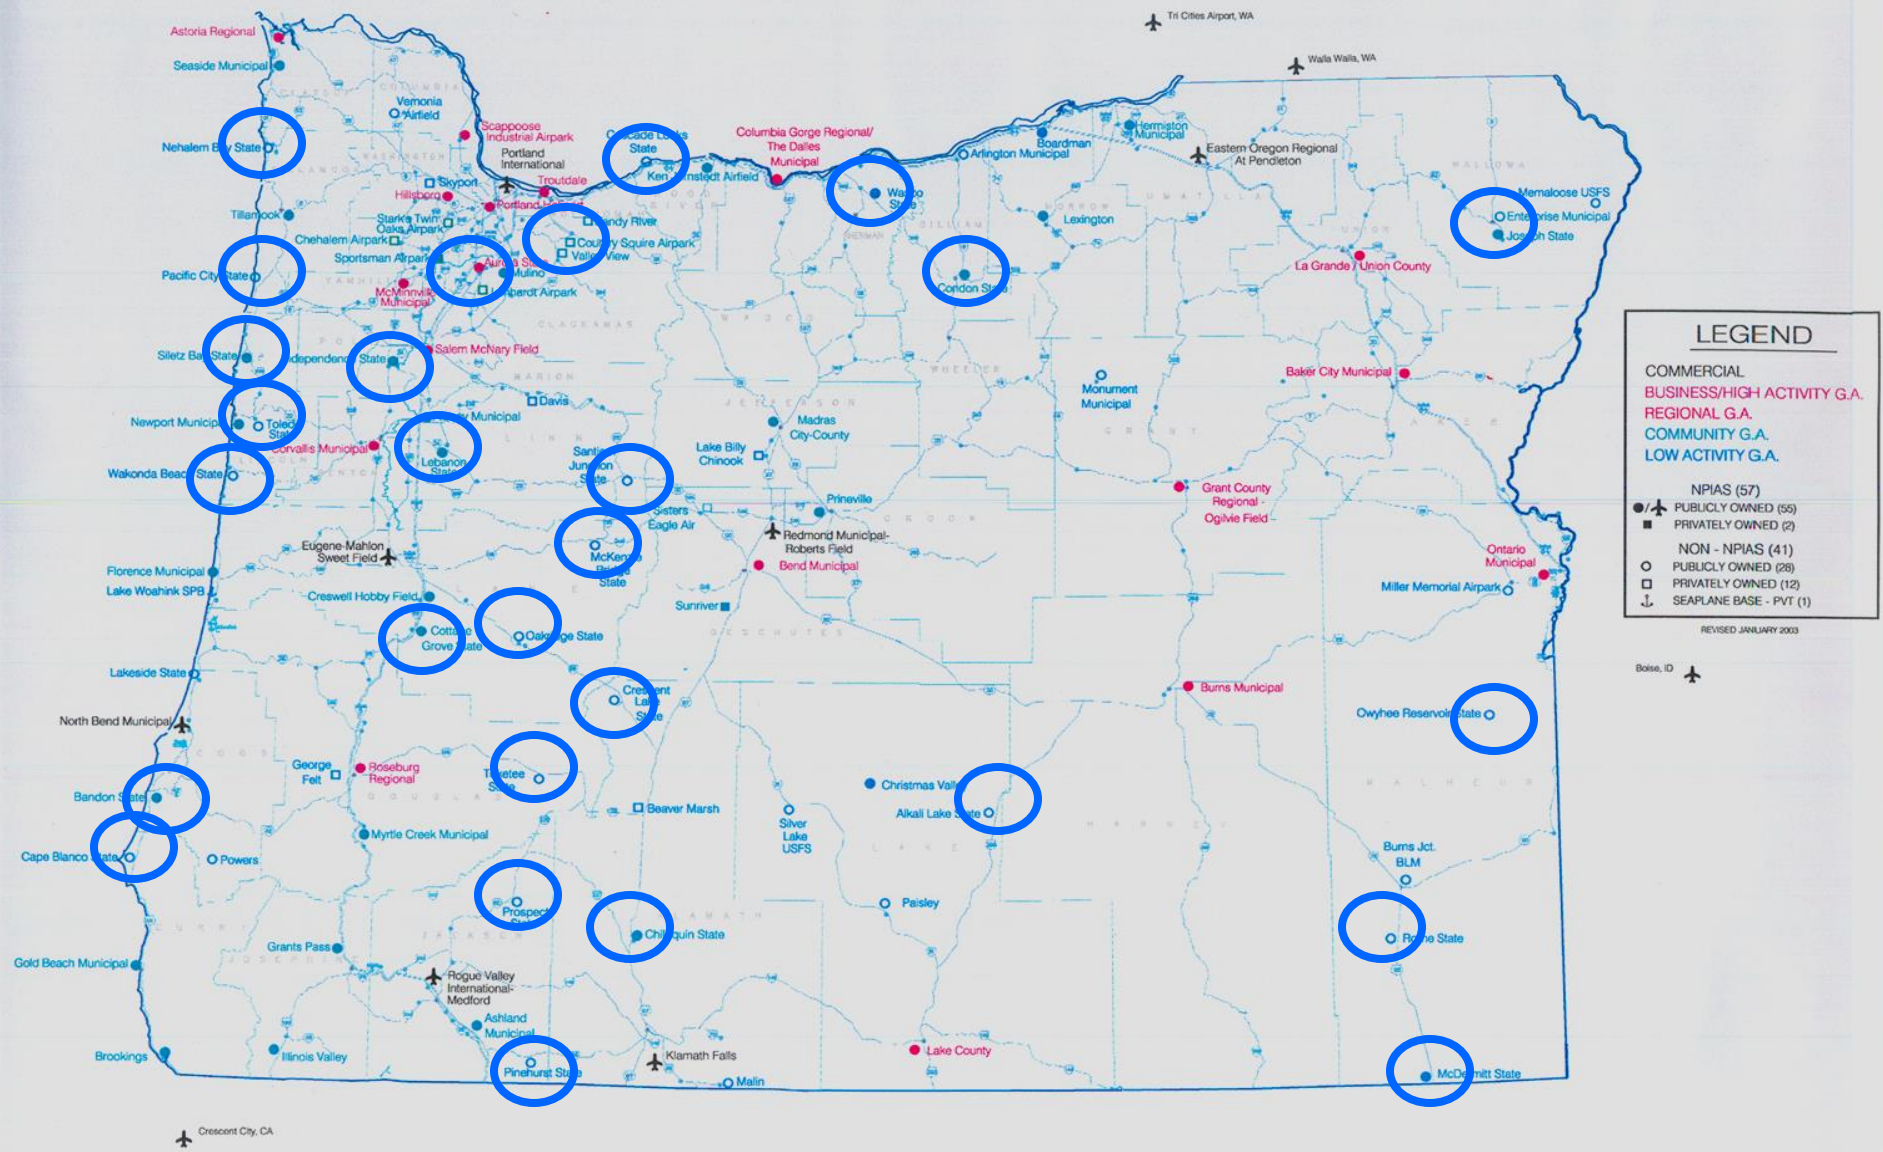 Tri Cities Airport, WA
Astoria Regional
Seaside Municipal
Walla Walla, WA
Vernonia
Airfield
Scappoose
Industrial Airpark
Portland
International
Nehalem Bay State
Cascade Locks
State
Ken Jernstedt Airfield
Columbia Gorge Regional/
The Dalles
Municipal
Arlington Municipal
Boardman
Hermiston
Municipal
Eastern Oregon Regional
At Pendleton
Skyport
Troutdale
Hillsboro
Wasco
State
Memaloose USFS
Enterprise Municipal
Joseph State
Tillamook
Stark's Twin
Oaks Airpark
Sandy River
Lexington
Chehalem Airpark
Country Squire Airpark
Valley View
Sportsman Airpark
Aurora State
Mulino
La Grande / Union County
Pacific City State
McMinnville
Municipal
Lenhardt Airpark
Condon State
LEGEND
COMMERCIAL
BUSINESS/HIGH ACTIVITY G.A.
REGIONAL G.A.
COMMUNITY G.A.
LOW ACTIVITY G.A.
NPIAS (57)
PUBLICLY OWNED (55)
PRIVATELY OWNED (2)
NON - NPIAS (41)
PUBLICLY OWNED (28)
PRIVATELY OWNED (12)
SEAPLANE BASE - PVT (1)
REVISED JANUARY 2003
Siletz Bay State
Independence State
Salem McNary Field
Baker City Municipal
Monument
Municipal
Davis
Newport Municipal
Toledo
State
Municipal
Madras
City-County
Corvallis Municipal
Lebanon
State
Lake Billy
Chinook
Santiam
Junction
State
Wakonda Beach State
Grant County
Regional -
Ogilvie Field
Prineville
Sisters
Eagle Air
Redmond Municipal-
Roberts Field
Eugene-Mahlon
Sweet Field
McKenzie
Bridge
State
Bend Municipal
Ontario
Municipal
Florence Municipal
Lake Woahink SPB
Creswell Hobby Field
Miller Memorial Airpark
Sunriver
Cottage
Grove State
Oakridge State
Lakeside State
Boise, ID
Crescent
Lake
State
Burns Municipal
North Bend Municipal
Owyhee Reservoir State
George
Felt
Roseburg
Regional
Toketee
State
Christmas Valley
Bandon State
Beaver Marsh
Silver
Lake
USFS
Alkali Lake State
Myrtle Creek Municipal
Cape Blanco State
Powers
Burns Jct.
BLM
Prospect
State
Paisley
Chiloquin State
Rome State
Grants Pass
Gold Beach Municipal
Rogue Valley
International-
Medford
Ashland
Municipal
Brookings
Illinois Valley
Pinehurst State
Klamath Falls
Lake County
Malin
McDermitt State
Crescent City, CA